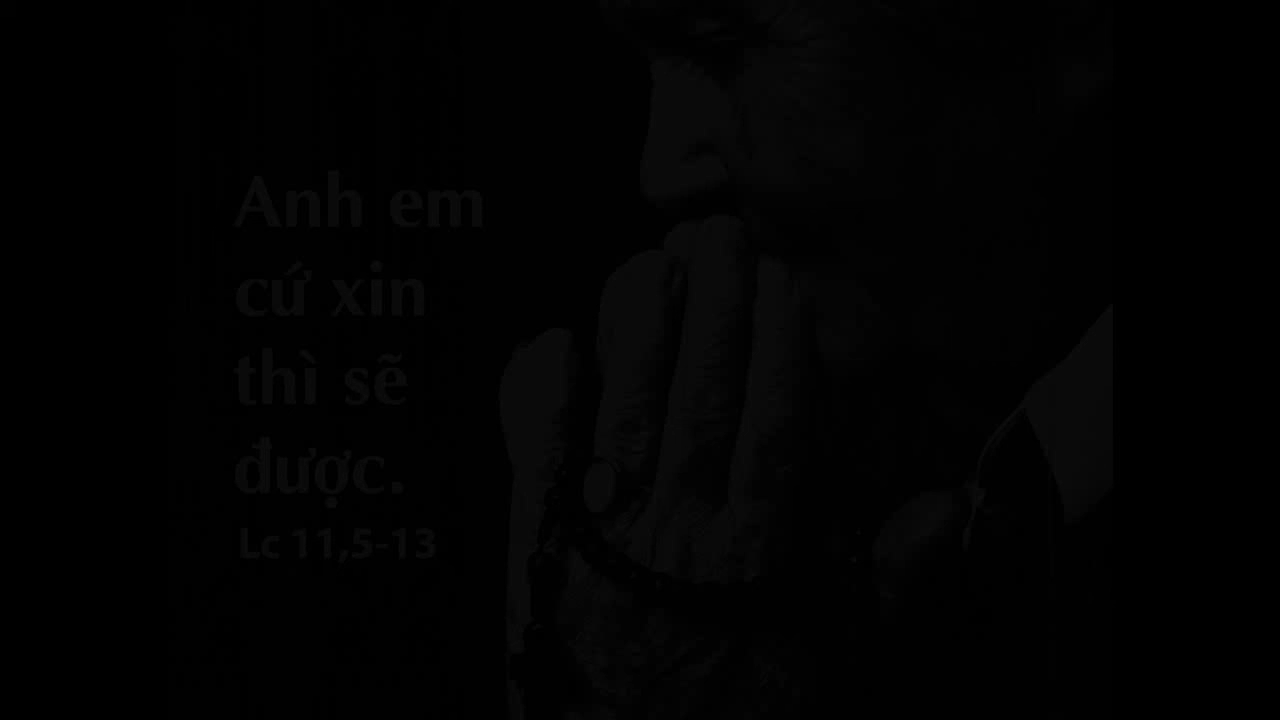 Anh em
cứ xin
thì sẽ
được.
Lc 11,5-13